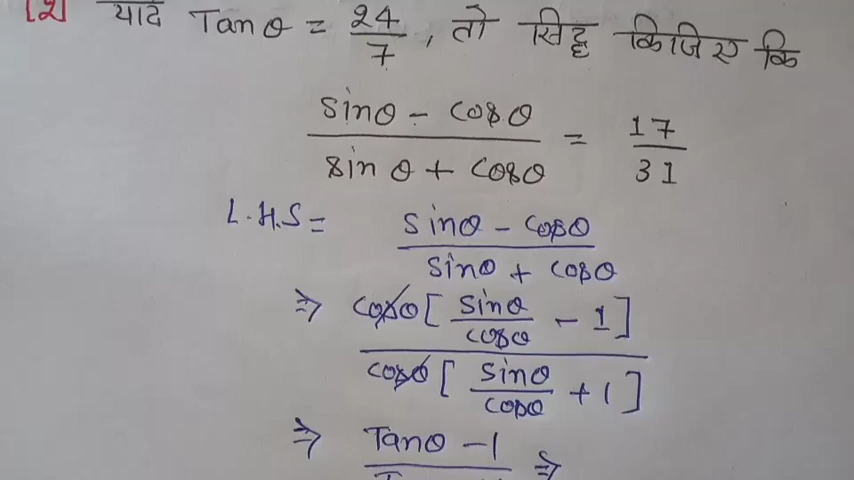 [2] यदि Tanθ = 24/7, तो सिद्ध किजिए कि
sinθ - cosθ / sinθ + cosθ = 17/31
L.H.S = sinθ - cosθ / sinθ + cosθ
⇒ cosθ [ sinθ/cosθ - 1 ] / cosθ [ sinθ/cosθ + 1 ]
⇒ Tanθ - 1 / ⇒